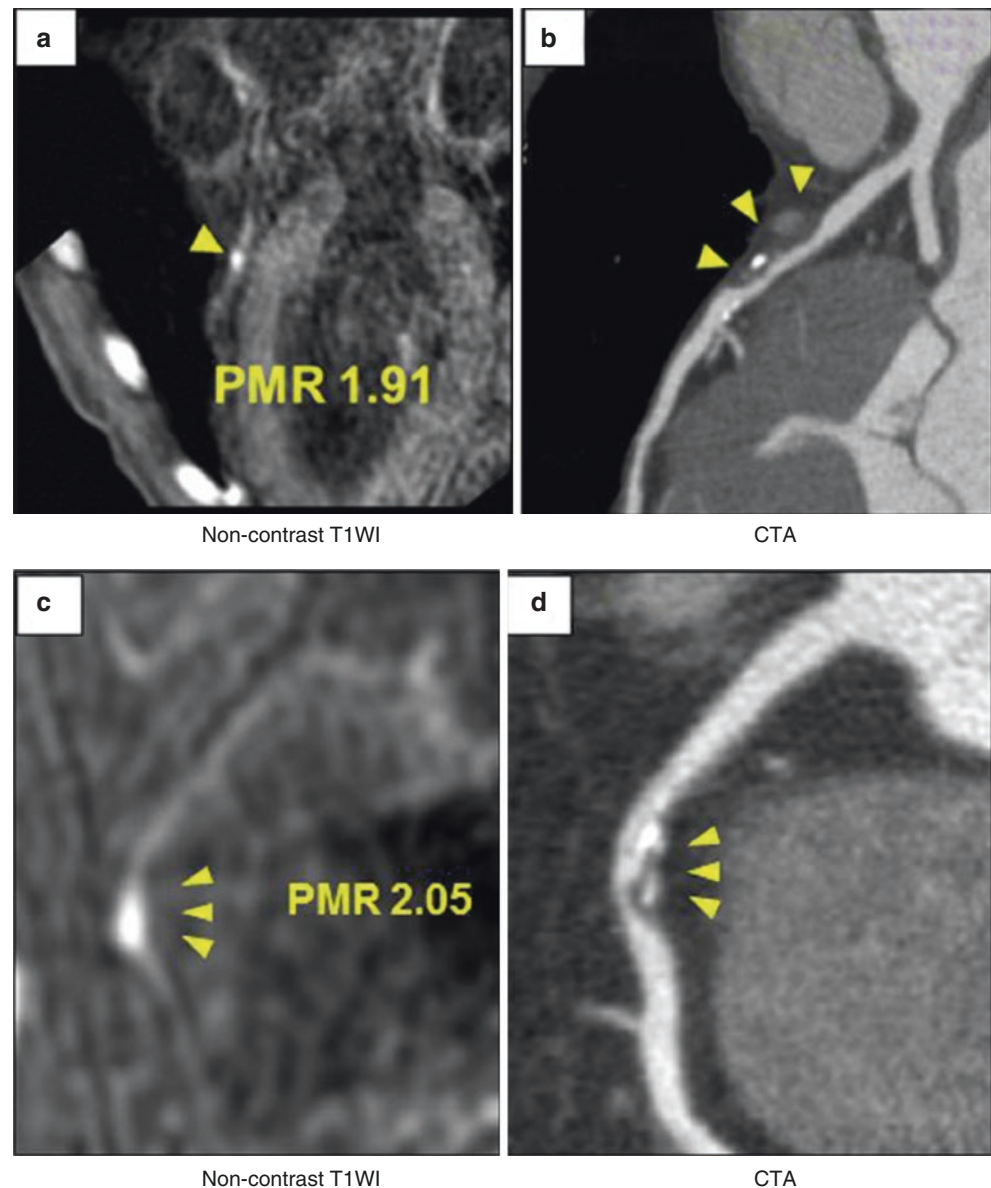 a
b
PMR 1.91
Non-contrast T1WI
CTA
c
d
PMR 2.05
Non-contrast T1WI
CTA